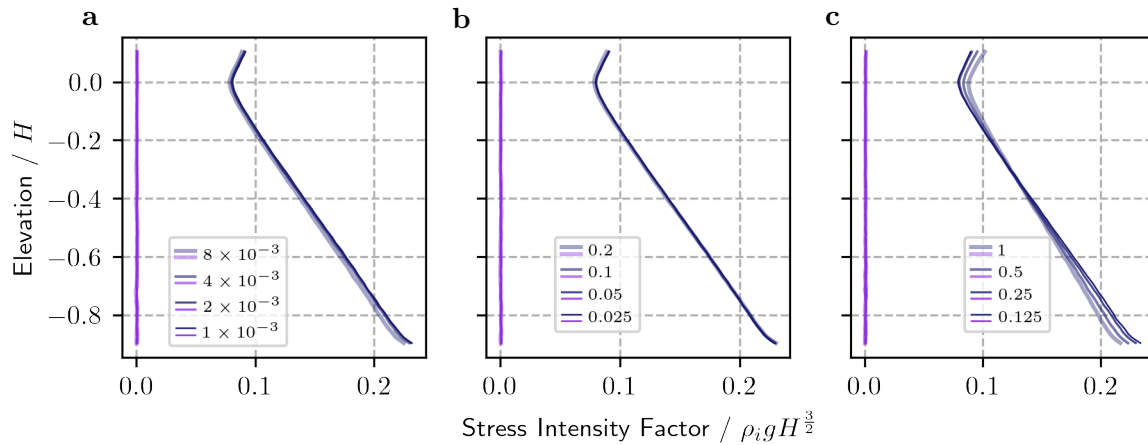 a b c
0.0
−0.2
−0.4
−0.6
−0.8
Elevation / H
8 × 10⁻³
4 × 10⁻³
2 × 10⁻³
1 × 10⁻³
0.2
0.1
0.05
0.025
1
0.5
0.25
0.125
0.0 0.1 0.2 0.0 0.1 0.2 0.0 0.1 0.2
Stress Intensity Factor / ρᵢgH^{3/2}